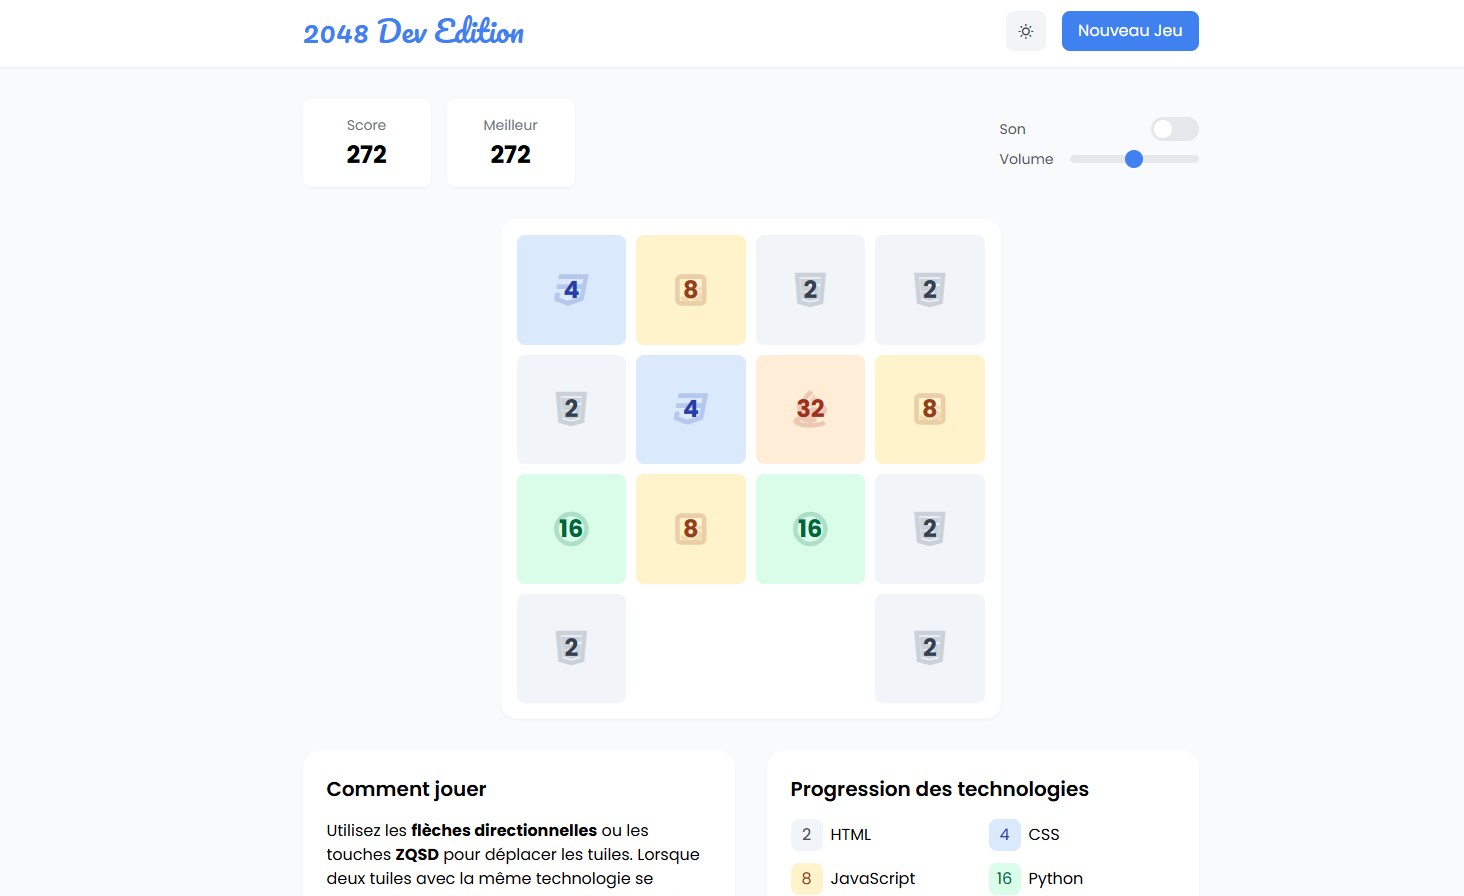 2048 Dev Edition
Nouveau Jeu
Score
272
Meilleur
272
Son
Volume
4 8 2 2
2 4 32 8
16 8 16 2
2 2
Comment jouer
Utilisez les flèches directionnelles ou les
touches ZQSD pour déplacer les tuiles. Lorsque
deux tuiles avec la même technologie se
Progression des technologies
2 HTML
4 CSS
8 JavaScript
16 Python